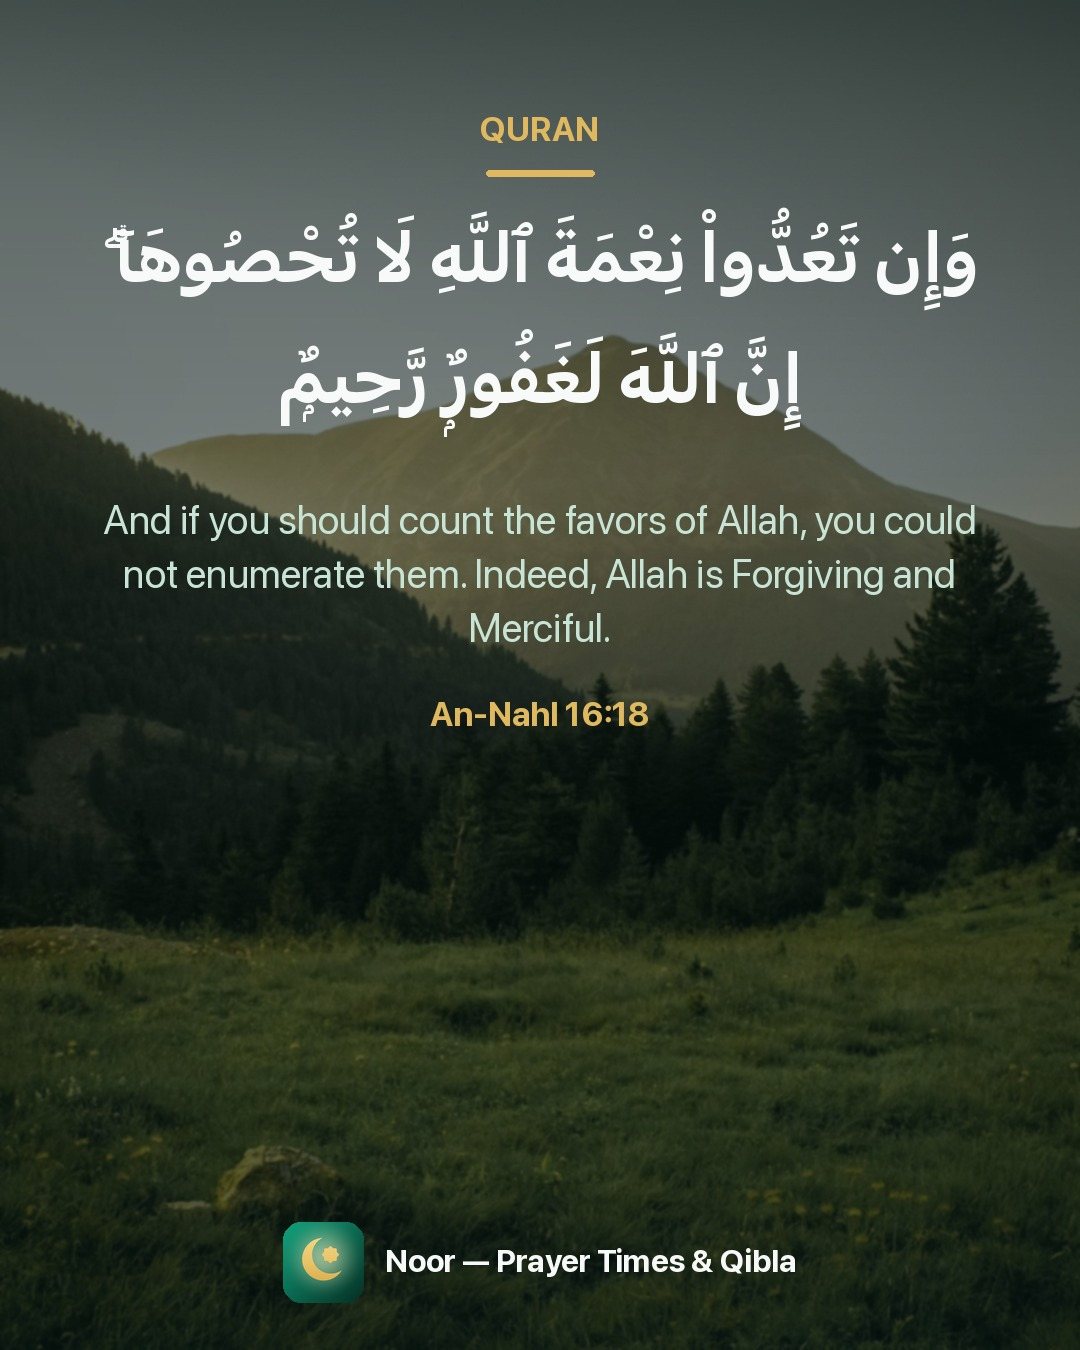 QURAN
وَإِن تَعُدُّواْ نِعْمَةَ ٱللَّهِ لَا تُحْصُوهَاۗٓ
إِنَّ ٱللَّهَ لَغَفُورٞ رَّحِيمٞ
And if you should count the favors of Allah, you could
not enumerate them. Indeed, Allah is Forgiving and
Merciful.
An-Nahl 16:18
Noor — Prayer Times & Qibla